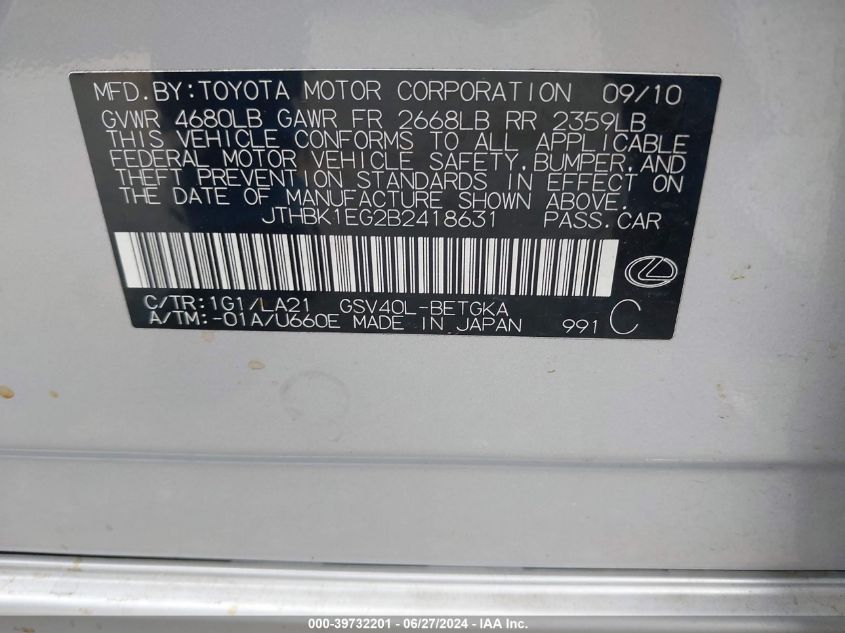 MFD.BY:TOYOTA MOTOR CORPORATION 09/10
GVWR 4680LB GAWR FR 2668LB RR 2359LB
THIS VEHICLE CONFORMS TO ALL APPLICABLE
FEDERAL MOTOR VEHICLE SAFETY,BUMPER,AND
THEFT PREVENTION STANDARDS IN EFFECT ON
THE DATE OF MANUFACTURE SHOWN ABOVE.
JTHBK1EG2B2418631 PASS.CAR
C/TR:1G1/LA21 GSV40L-BETGKA
A/TM:-01A/U660E MADE IN JAPAN 991 C
000-39732201 - 06/27/2024 - IAA Inc.